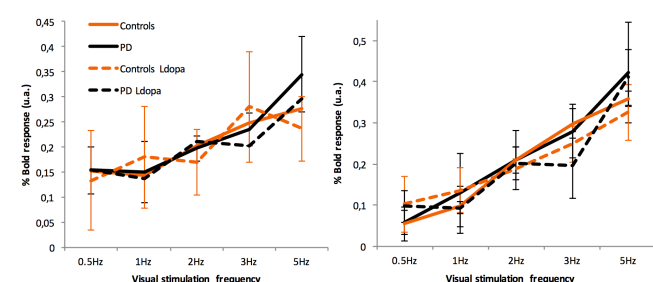 0,45
0,4
0,35
0,3
0,25
0,2
0,15
0,1
0,05
0
% Bold response (u.a.)
Controls
PD
Controls Ldopa
PD Ldopa
0.5Hz 1Hz 2Hz 3Hz 5Hz
Visual stimulation frequency
0,5
0,4
0,3
0,2
0,1
0
% Bold response (u.a.)
0.5Hz 1Hz 2Hz 3Hz 5Hz
Visual stimulation frequency